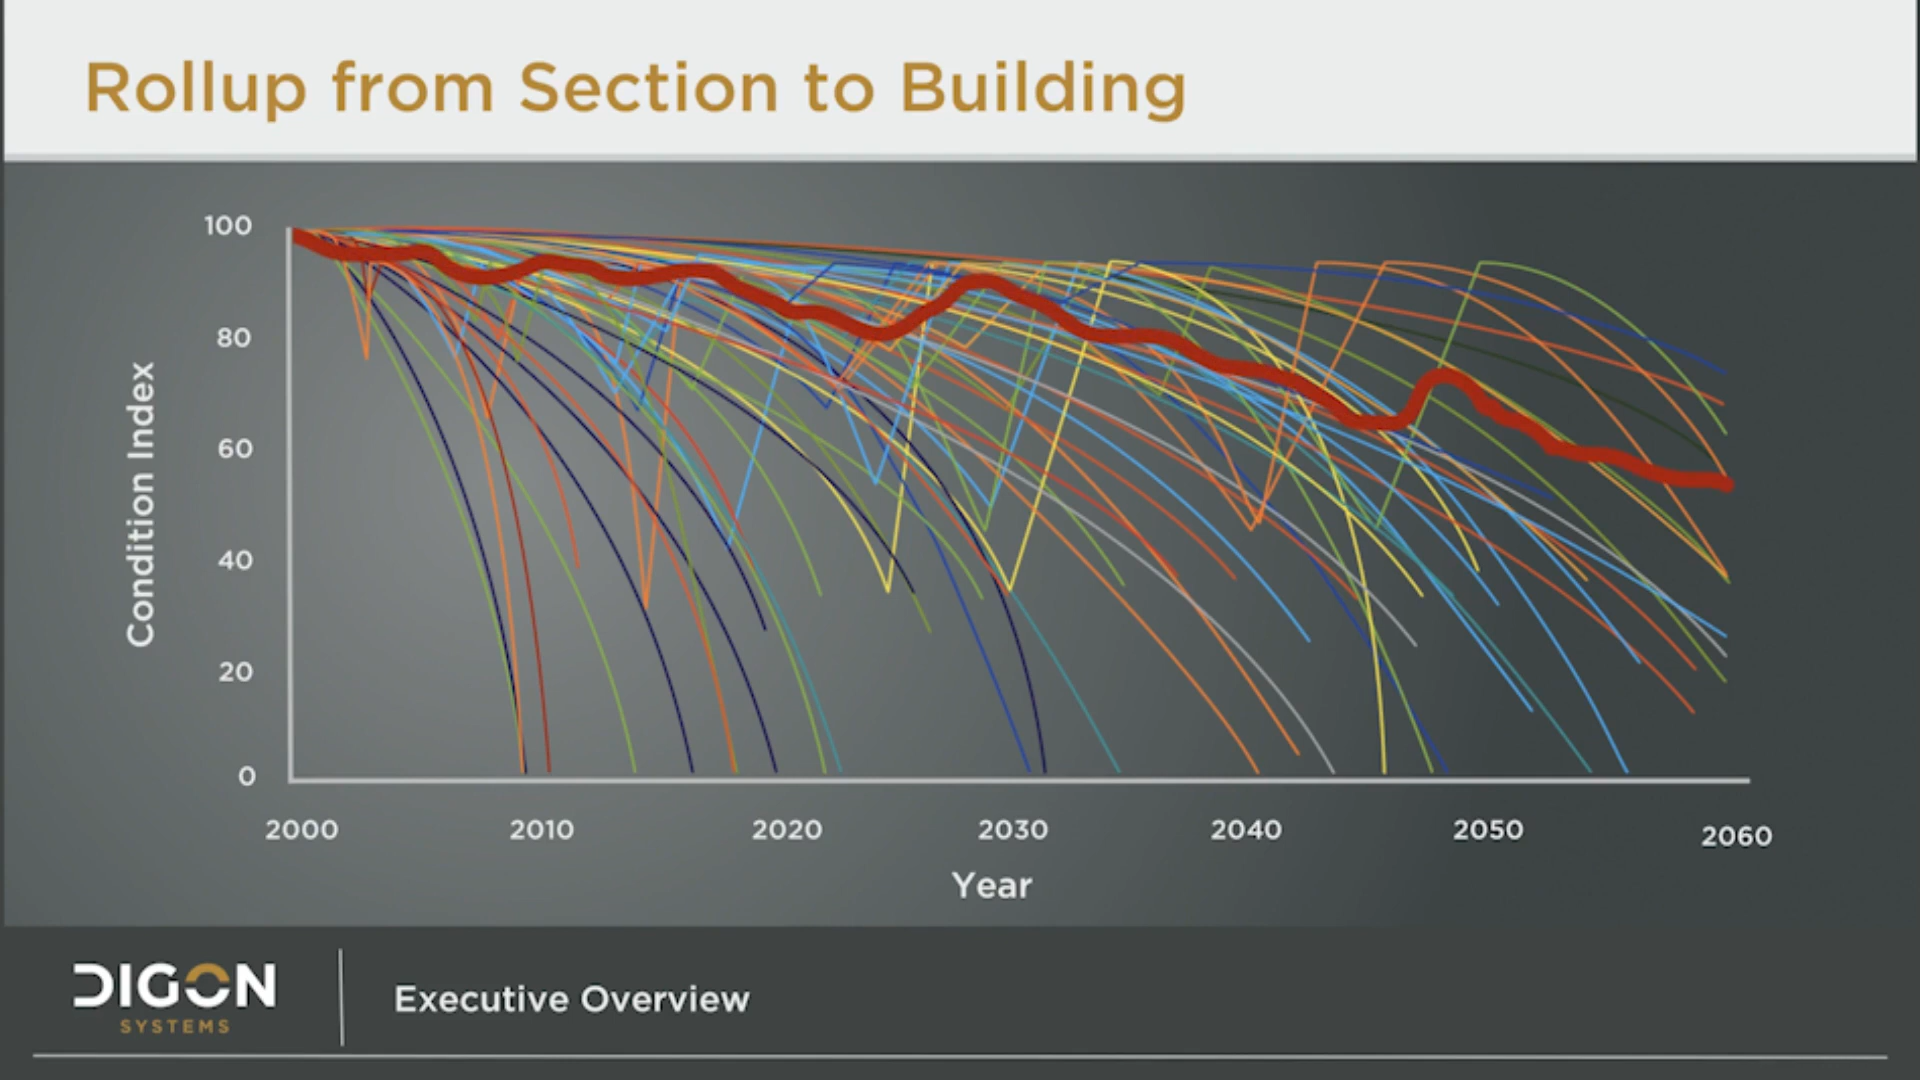 Rollup from Section to Building
100
80
60
40
20
0
Condition Index
2000 2010 2020 2030 2040 2050 2060
Year
DIGON
SYSTEMS
Executive Overview